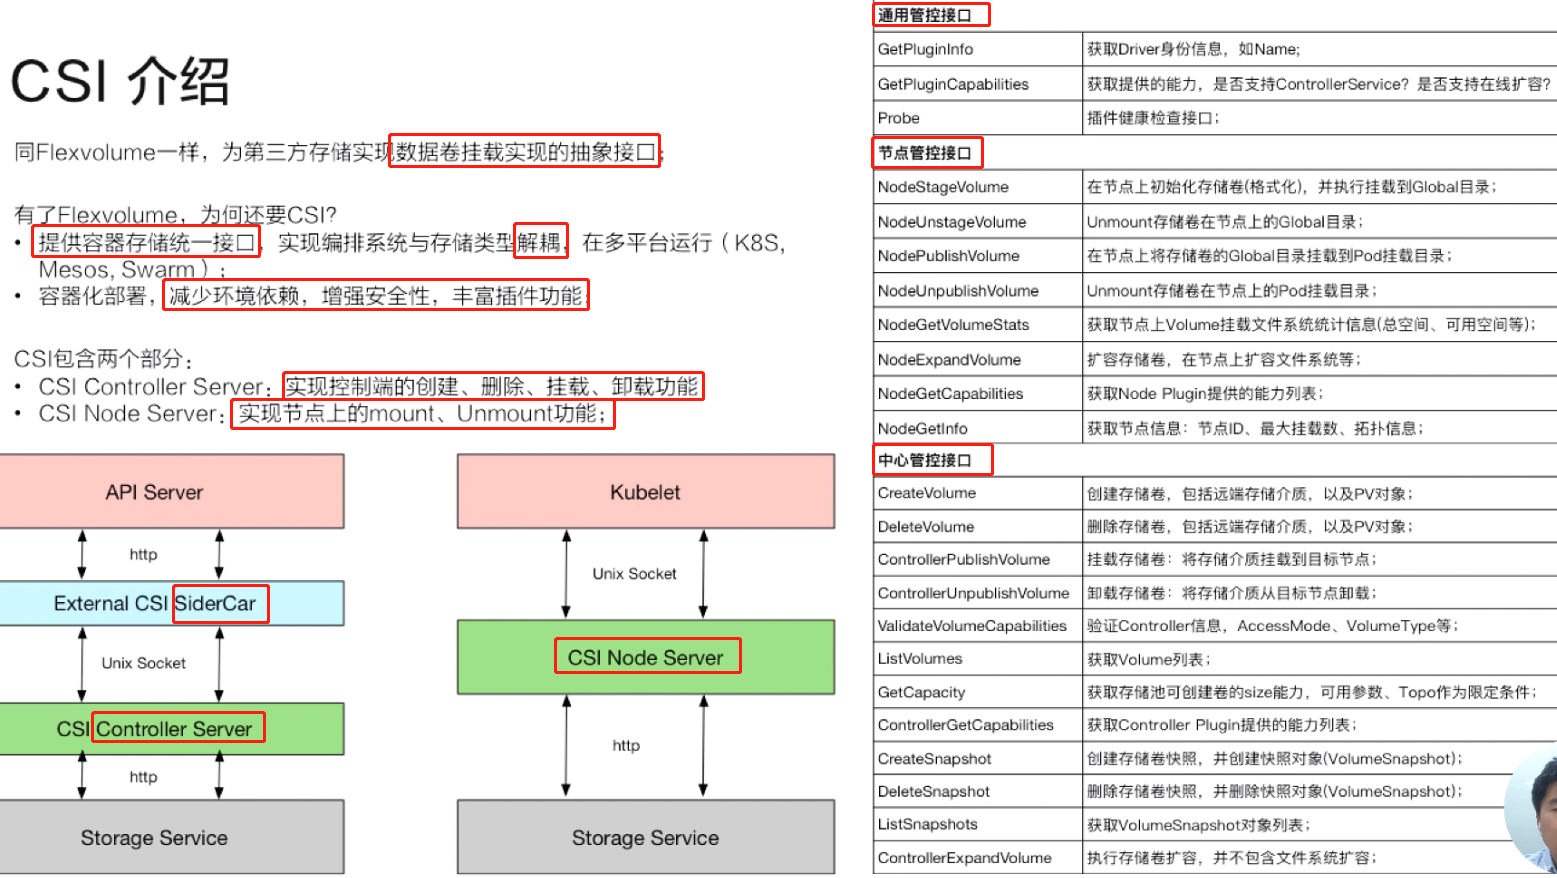 CSI 介绍
同Flexvolume一样，为第三方存储实现数据卷挂载实现的抽象接口；
有了Flexvolume，为何还要CSI?
• 提供容器存储统一接口，实现编排系统与存储类型解耦，在多平台运行（K8S,
Mesos, Swarm）；
• 容器化部署，减少环境依赖，增强安全性，丰富插件功能；
CSI包含两个部分：
• CSI Controller Server：实现控制端的创建、删除、挂载、卸载功能
• CSI Node Server：实现节点上的mount、Unmount功能；
API Server
http
External CSI SiderCar
Unix Socket
CSI Controller Server
http
Storage Service
Kubelet
Unix Socket
CSI Node Server
http
Storage Service
通用管控接口
GetPluginInfo 获取Driver身份信息，如Name;
GetPluginCapabilities 获取提供的能力，是否支持ControllerService？是否支持在线扩容?
Probe 插件健康检查接口；
节点管控接口
NodeStageVolume 在节点上初始化存储卷(格式化)，并执行挂载到Global目录；
NodeUnstageVolume Unmount存储卷在节点上的Global目录；
NodePublishVolume 在节点上将存储卷的Global目录挂载到Pod挂载目录；
NodeUnpublishVolume Unmount存储卷在节点上的Pod挂载目录；
NodeGetVolumeStats 获取节点上Volume挂载文件系统统计信息(总空间、可用空间等)；
NodeExpandVolume 扩容存储卷，在节点上扩容文件系统等；
NodeGetCapabilities 获取Node Plugin提供的能力列表；
NodeGetInfo 获取节点信息：节点ID、最大挂载数、拓扑信息；
中心管控接口
CreateVolume 创建存储卷，包括远端存储介质，以及PV对象；
DeleteVolume 删除存储卷，包括远端存储介质，以及PV对象；
ControllerPublishVolume 挂载存储卷：将存储介质挂载到目标节点；
ControllerUnpublishVolume 卸载存储卷：将存储介质从目标节点卸载；
ValidateVolumeCapabilities 验证Controller信息，AccessMode、VolumeType等；
ListVolumes 获取Volume列表；
GetCapacity 获取存储池可创建卷的size能力，可用参数、Topo作为限定条件；
ControllerGetCapabilities 获取Controller Plugin提供的能力列表；
CreateSnapshot 创建存储卷快照，并创建快照对象(VolumeSnapshot)；
DeleteSnapshot 删除存储卷快照，并删除快照对象(VolumeSnapshot)；
ListSnapshots 获取VolumeSnapshot对象列表；
ControllerExpandVolume 执行存储卷扩容，并不包含文件系统扩容；